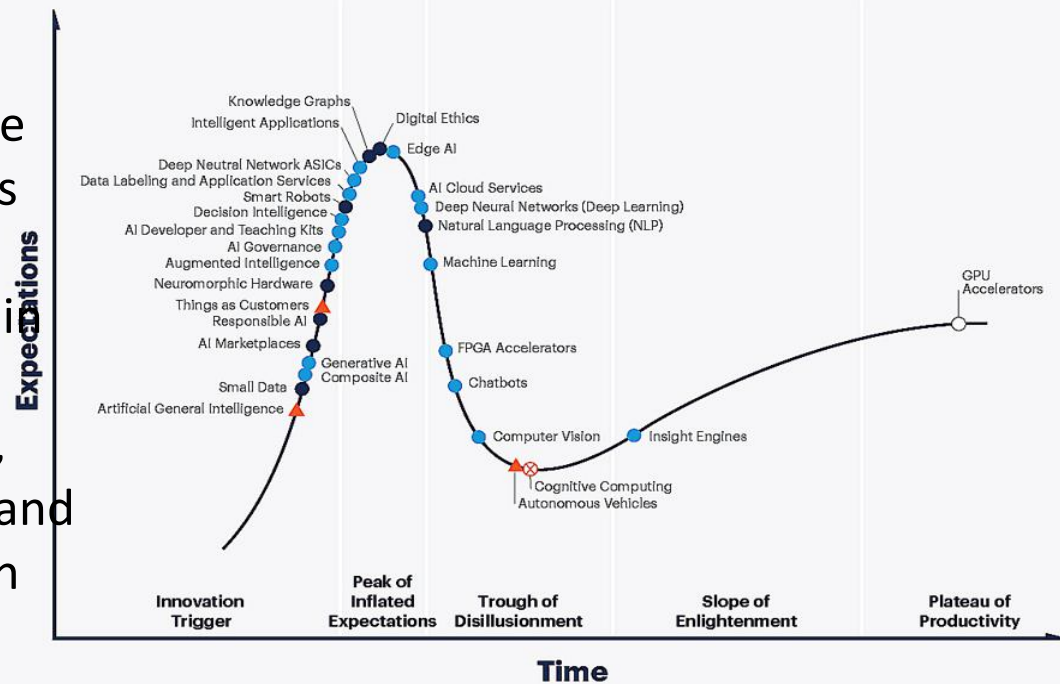 Knowledge Graphs
Digital Ethics
Intelligent Applications
Edge AI
Deep Neutral Network ASICs
Data Labeling and Application Services
Smart Robots
Decision Intelligence
AI Developer and Teaching Kits
AI Governance
Augmented Intelligence
Neuromorphic Hardware
Things as Customers
Responsible AI
AI Marketplaces
Generative AI
Composite AI
Small Data
Artificial General Intelligence
AI Cloud Services
Deep Neural Networks (Deep Learning)
Natural Language Processing (NLP)
Machine Learning
FPGA Accelerators
Chatbots
Computer Vision
Insight Engines
Cognitive Computing
Autonomous Vehicles
GPU
Accelerators
e
s
in
,
and
n
Expectations
Innovation
Trigger
Peak of
Inflated
Expectations
Trough of
Disillusionment
Slope of
Enlightenment
Plateau of
Productivity
Time